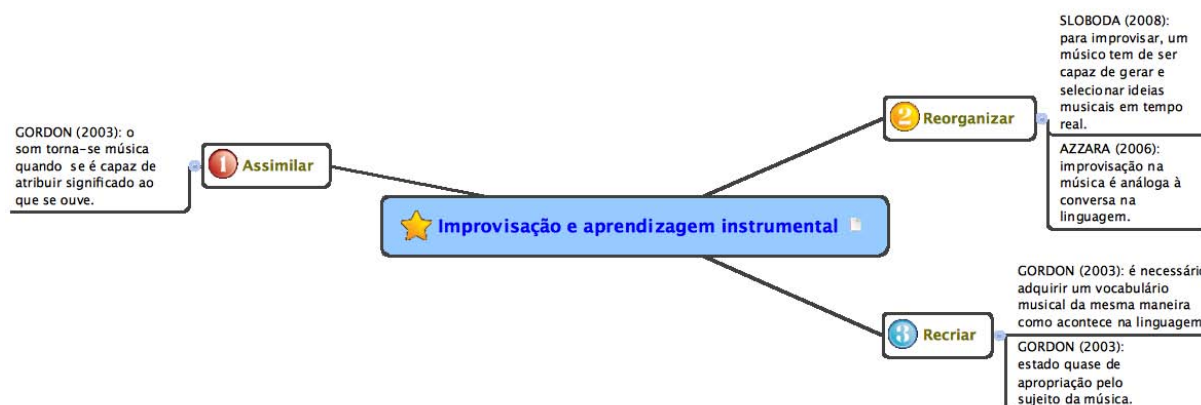 GORDON (2003): o
som torna-se música
quando se é capaz de
atribuir significado ao
que se ouve.
1 Assimilar
Improvisação e aprendizagem instrumental
2 Reorganizar
SLOBODA (2008):
para improvisar, um
músico tem de ser
capaz de gerar e
selecionar ideias
musicais em tempo
real.
AZZARA (2006):
improvisação na
música é análoga à
conversa na
linguagem.
3 Recriar
GORDON (2003): é necessário
adquirir um vocabulário
musical da mesma maneira
como acontece na linguagem
GORDON (2003):
estado quase de
apropriação pelo
sujeito da música.